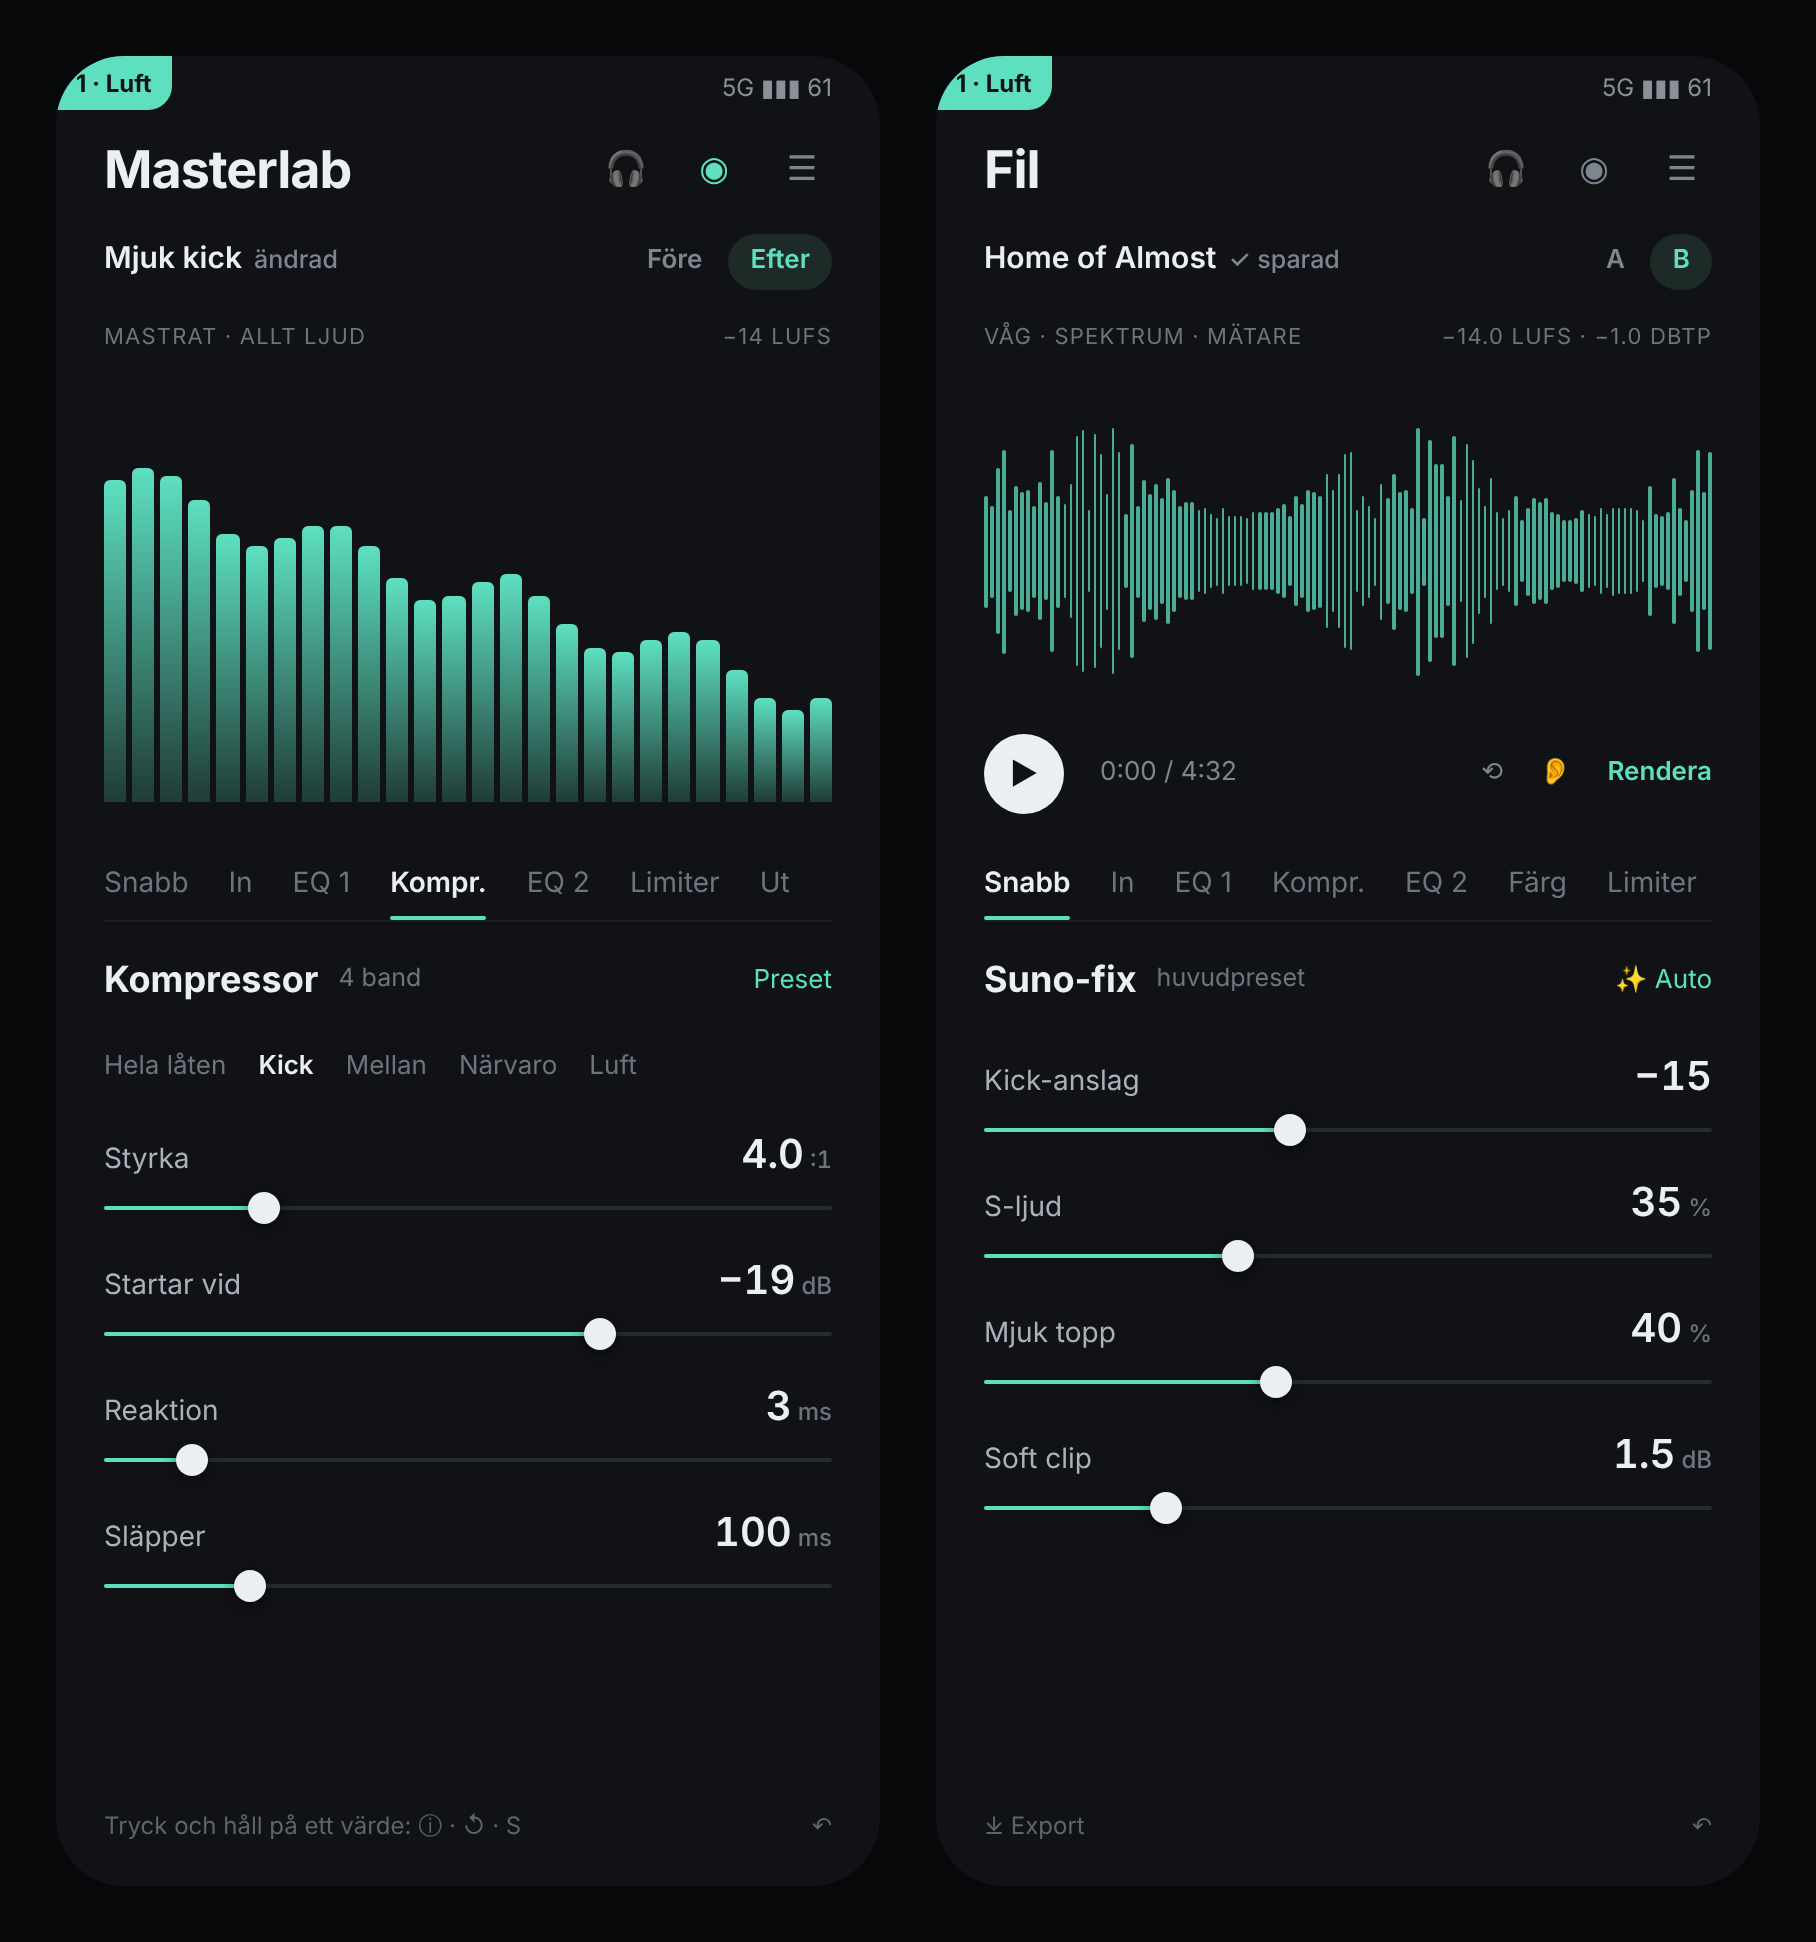 1 · Luft
5G 61
Masterlab
Mjuk kick ändrad
Före Efter
MASTRAT · ALLT LJUD
−14 LUFS
Snabb In EQ 1 Kompr. EQ 2 Limiter Ut
Kompressor 4 band
Preset
Hela låten Kick Mellan Närvaro Luft
Styrka 4.0 :1
Startar vid −19 dB
Reaktion 3 ms
Släpper 100 ms
Tryck och håll på ett värde: ⓘ · ↺ · S ↶
1 · Luft
5G 61
Fil
Home of Almost ✓ sparad
A B
VÅG · SPEKTRUM · MÄTARE
−14.0 LUFS · −1.0 DBTP
0:00 / 4:32
Rendera
Snabb In EQ 1 Kompr. EQ 2 Färg Limiter
Suno-fix huvudpreset
✨ Auto
Kick-anslag −15
S-ljud 35 %
Mjuk topp 40 %
Soft clip 1.5 dB
Export ↶